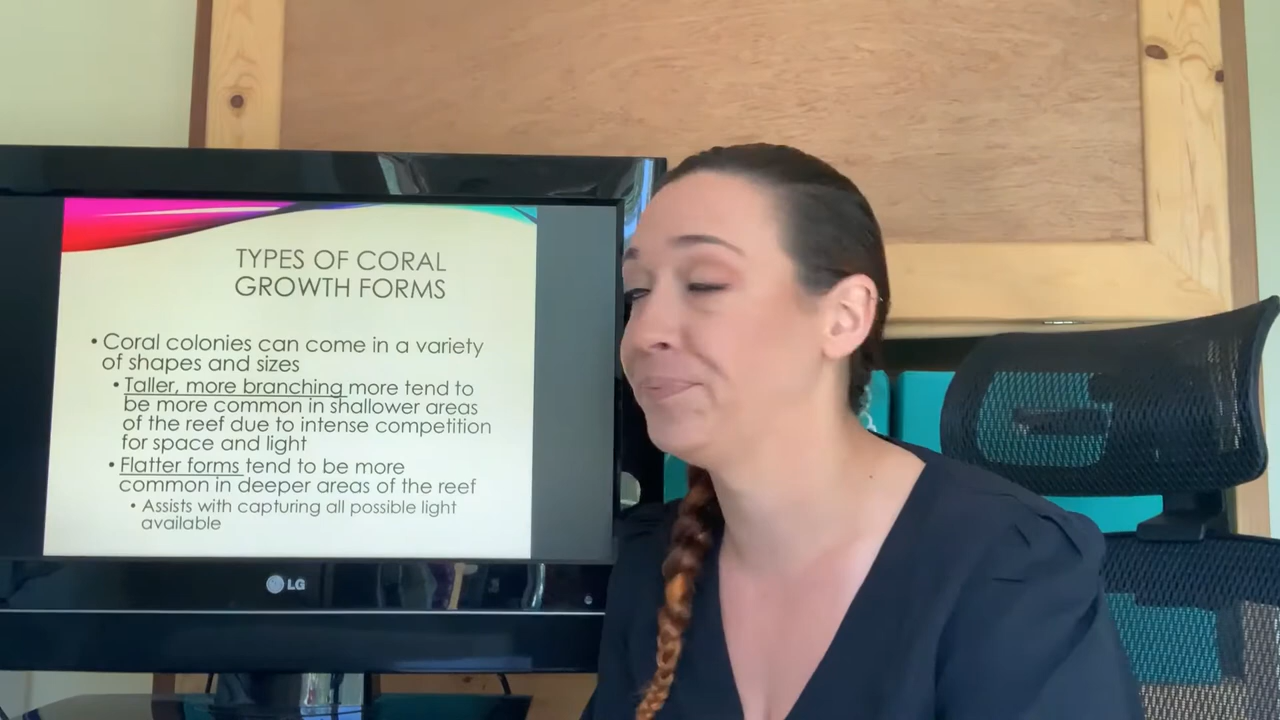 TYPES OF CORAL
GROWTH FORMS
• Coral colonies can come in a variety
of shapes and sizes
• Taller, more branching more tend to
be more common in shallower areas
of the reef due to intense competition
for space and light
• Flatter forms tend to be more
common in deeper areas of the reef
• Assists with capturing all possible light
available
LG